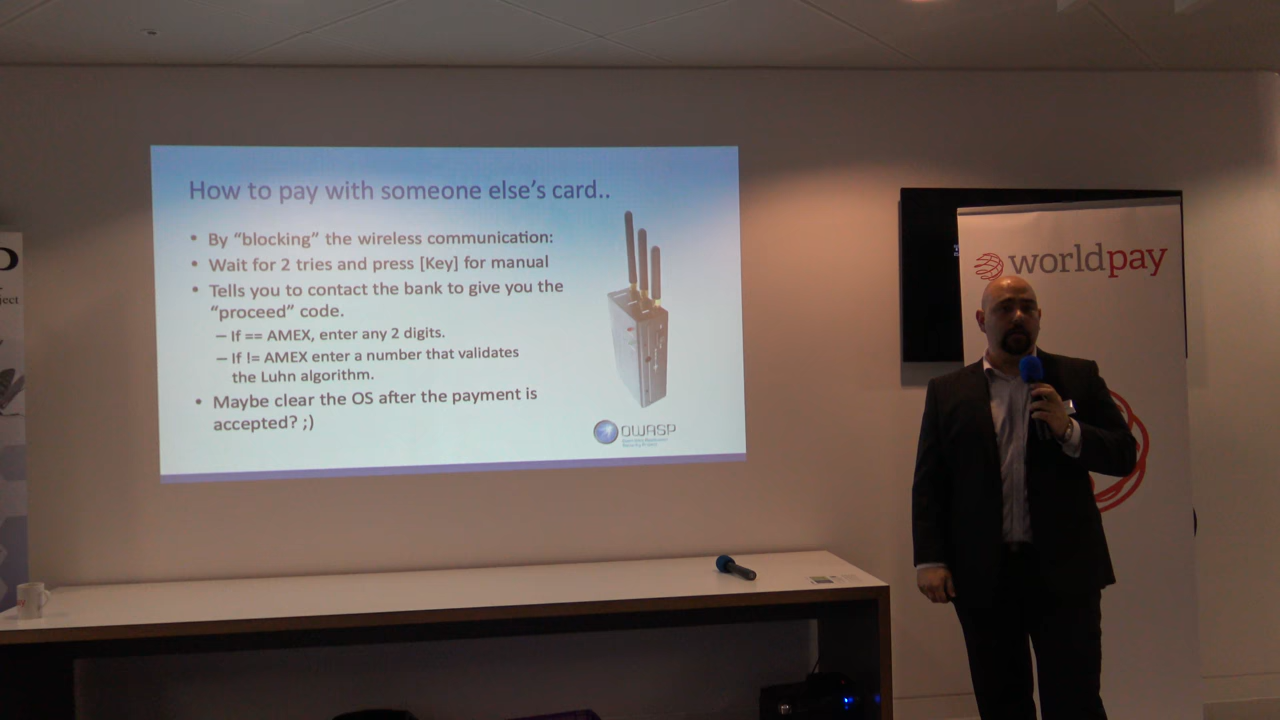 How to pay with someone else's card..
• By "blocking" the wireless communication:
• Wait for 2 tries and press [Key] for manual
• Tells you to contact the bank to give you the
"proceed" code.
– If == AMEX, enter any 2 digits.
– If != AMEX enter a number that validates
the Luhn algorithm.
• Maybe clear the OS after the payment is
accepted? ;)
OWASP
worldpay
ject